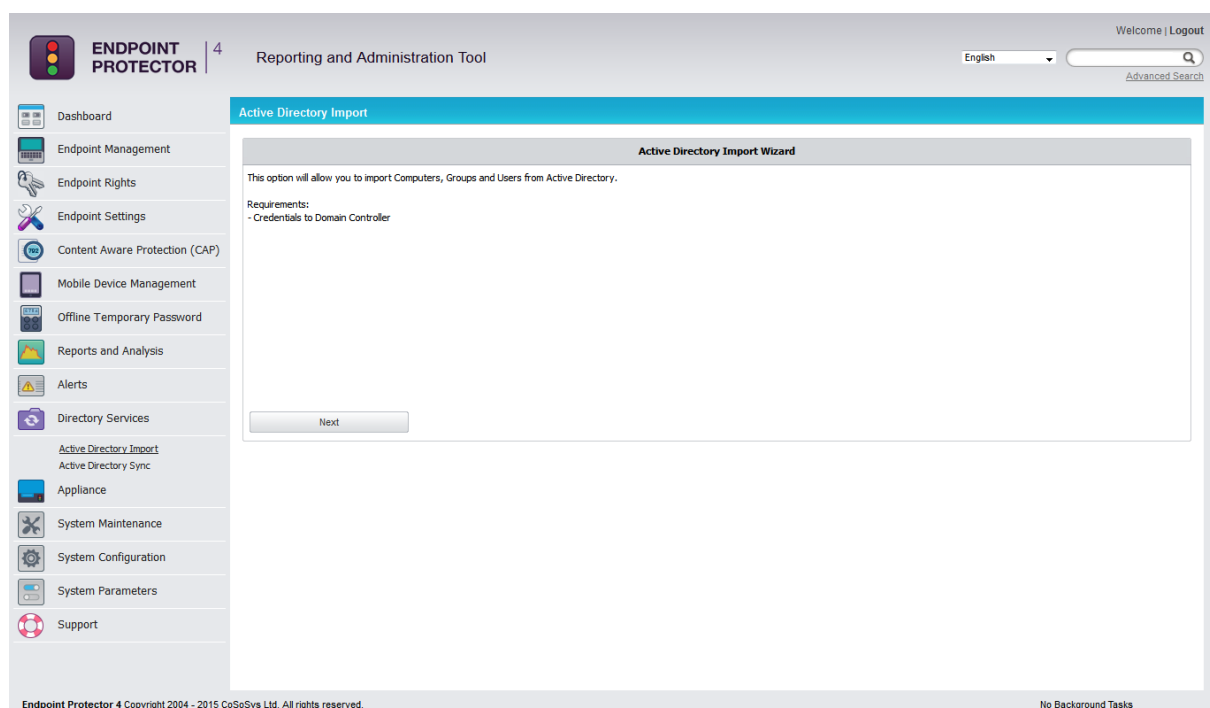 Welcome | Logout
ENDPOINT PROTECTOR 4
Reporting and Administration Tool
English
Advanced Search
Dashboard
Endpoint Management
Endpoint Rights
Endpoint Settings
Content Aware Protection (CAP)
Mobile Device Management
Offline Temporary Password
Reports and Analysis
Alerts
Directory Services
Active Directory Import
Active Directory Sync
Appliance
System Maintenance
System Configuration
System Parameters
Support
Active Directory Import
Active Directory Import Wizard
This option will allow you to import Computers, Groups and Users from Active Directory.
Requirements:
- Credentials to Domain Controller
Next
Endpoint Protector 4 Copyright 2004 - 2015 CoSoSys Ltd. All rights reserved.
No Background Tasks